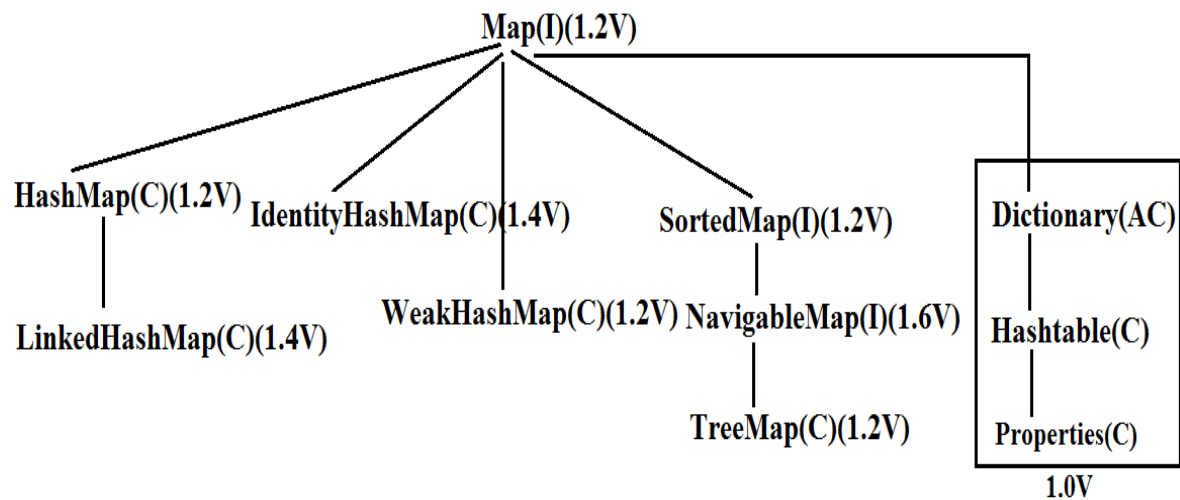 Map(I)(1.2V)
HashMap(C)(1.2V)
IdentityHashMap(C)(1.4V)
SortedMap(I)(1.2V)
Dictionary(AC)
LinkedHashMap(C)(1.4V)
WeakHashMap(C)(1.2V)
NavigableMap(I)(1.6V)
Hashtable(C)
TreeMap(C)(1.2V)
Properties(C)
1.0V